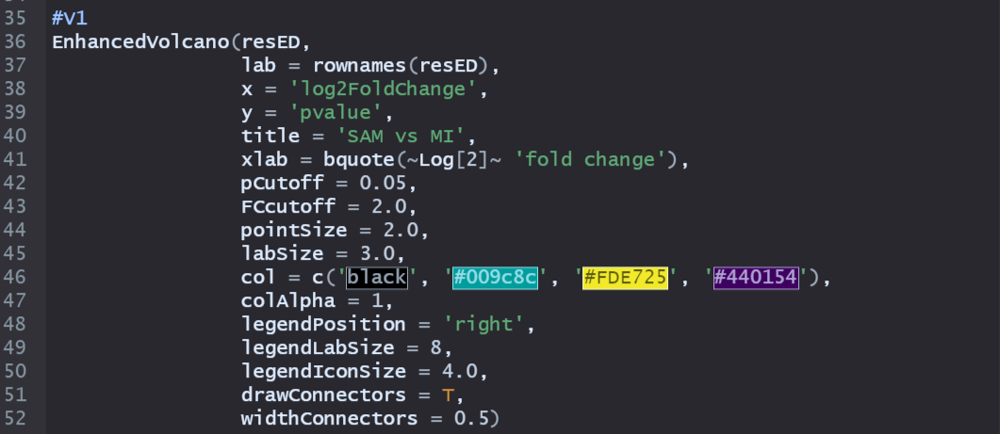 35 #V1
36 EnhancedVolcano(resED,
37                 lab = rownames(resED),
38                 x = 'log2FoldChange',
39                 y = 'pvalue',
40                 title = 'SAM vs MI',
41                 xlab = bquote(~Log[2]~ 'fold change'),
42                 pCutoff = 0.05,
43                 FCcutoff = 2.0,
44                 pointSize = 2.0,
45                 labSize = 3.0,
46                 col = c('black', '#009c8c', '#FDE725', '#440154'),
47                 colAlpha = 1,
48                 legendPosition = 'right',
49                 legendLabSize = 8,
50                 legendIconSize = 4.0,
51                 drawConnectors = T,
52                 widthConnectors = 0.5)